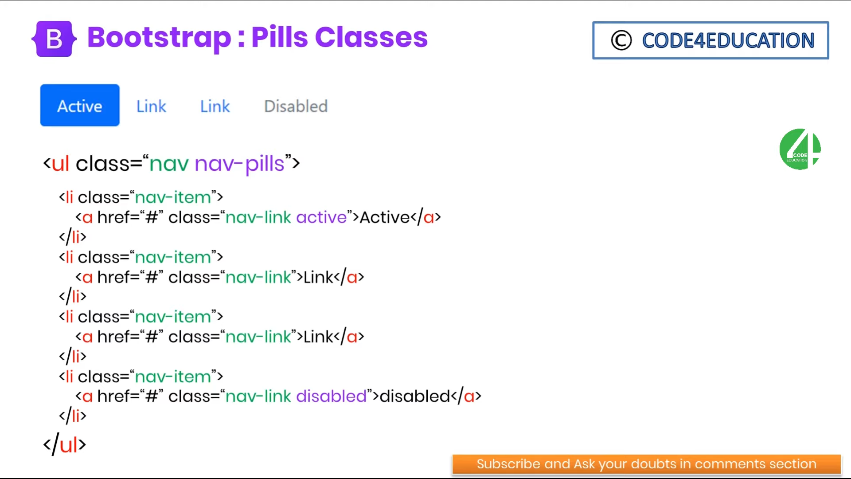 B Bootstrap : Pills Classes
© CODE4EDUCATION
Active Link Link Disabled
4 CODE EDUCATION
<ul class=“nav nav-pills”>
<li class=“nav-item”>
<a href=“#” class=“nav-link active”>Active</a>
</li>
<li class=“nav-item”>
<a href=“#” class=“nav-link”>Link</a>
</li>
<li class=“nav-item”>
<a href=“#” class=“nav-link”>Link</a>
</li>
<li class=“nav-item”>
<a href=“#” class=“nav-link disabled”>disabled</a>
</li>
</ul>
Subscribe and Ask your doubts in comments section